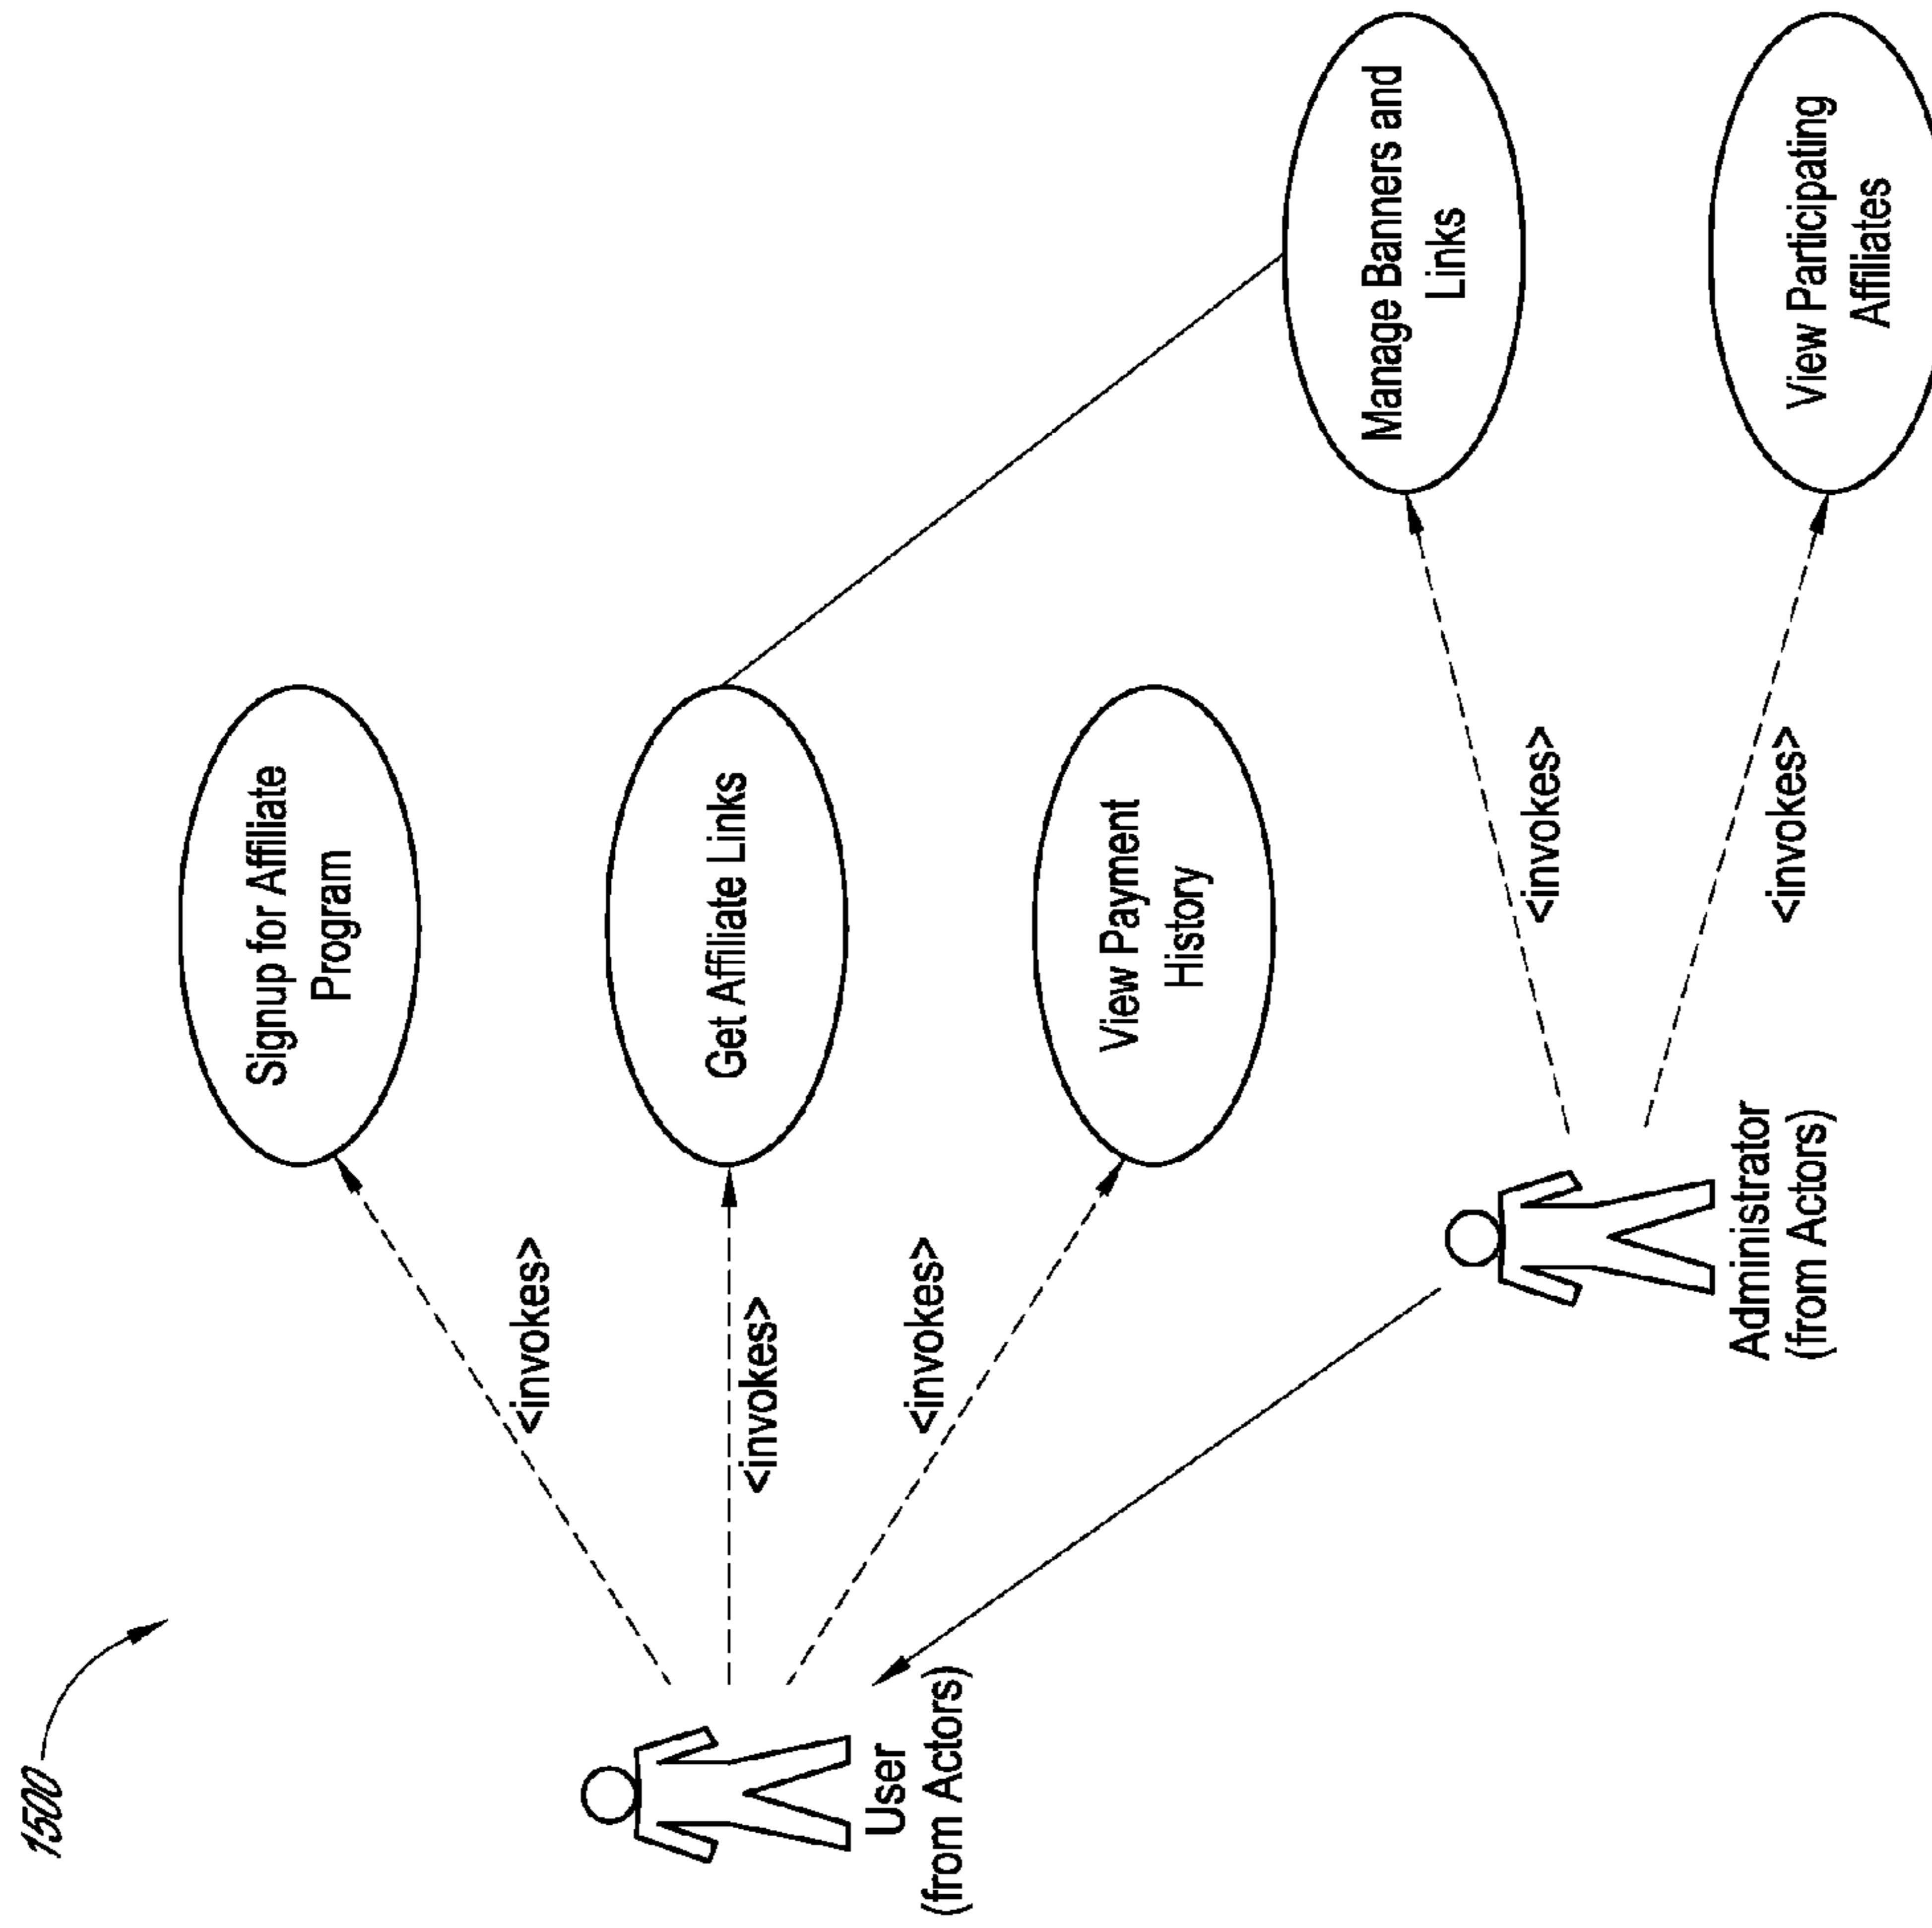 1500
Signup for Affiliate
Program
<invokes>
Get Affiliate Links
<invokes>
View Payment
History
<invokes>
User
(from Actors)
Manage Banners and
Links
<invokes>
View Participating
Affiliates
<invokes>
Administrator
(from Actors)